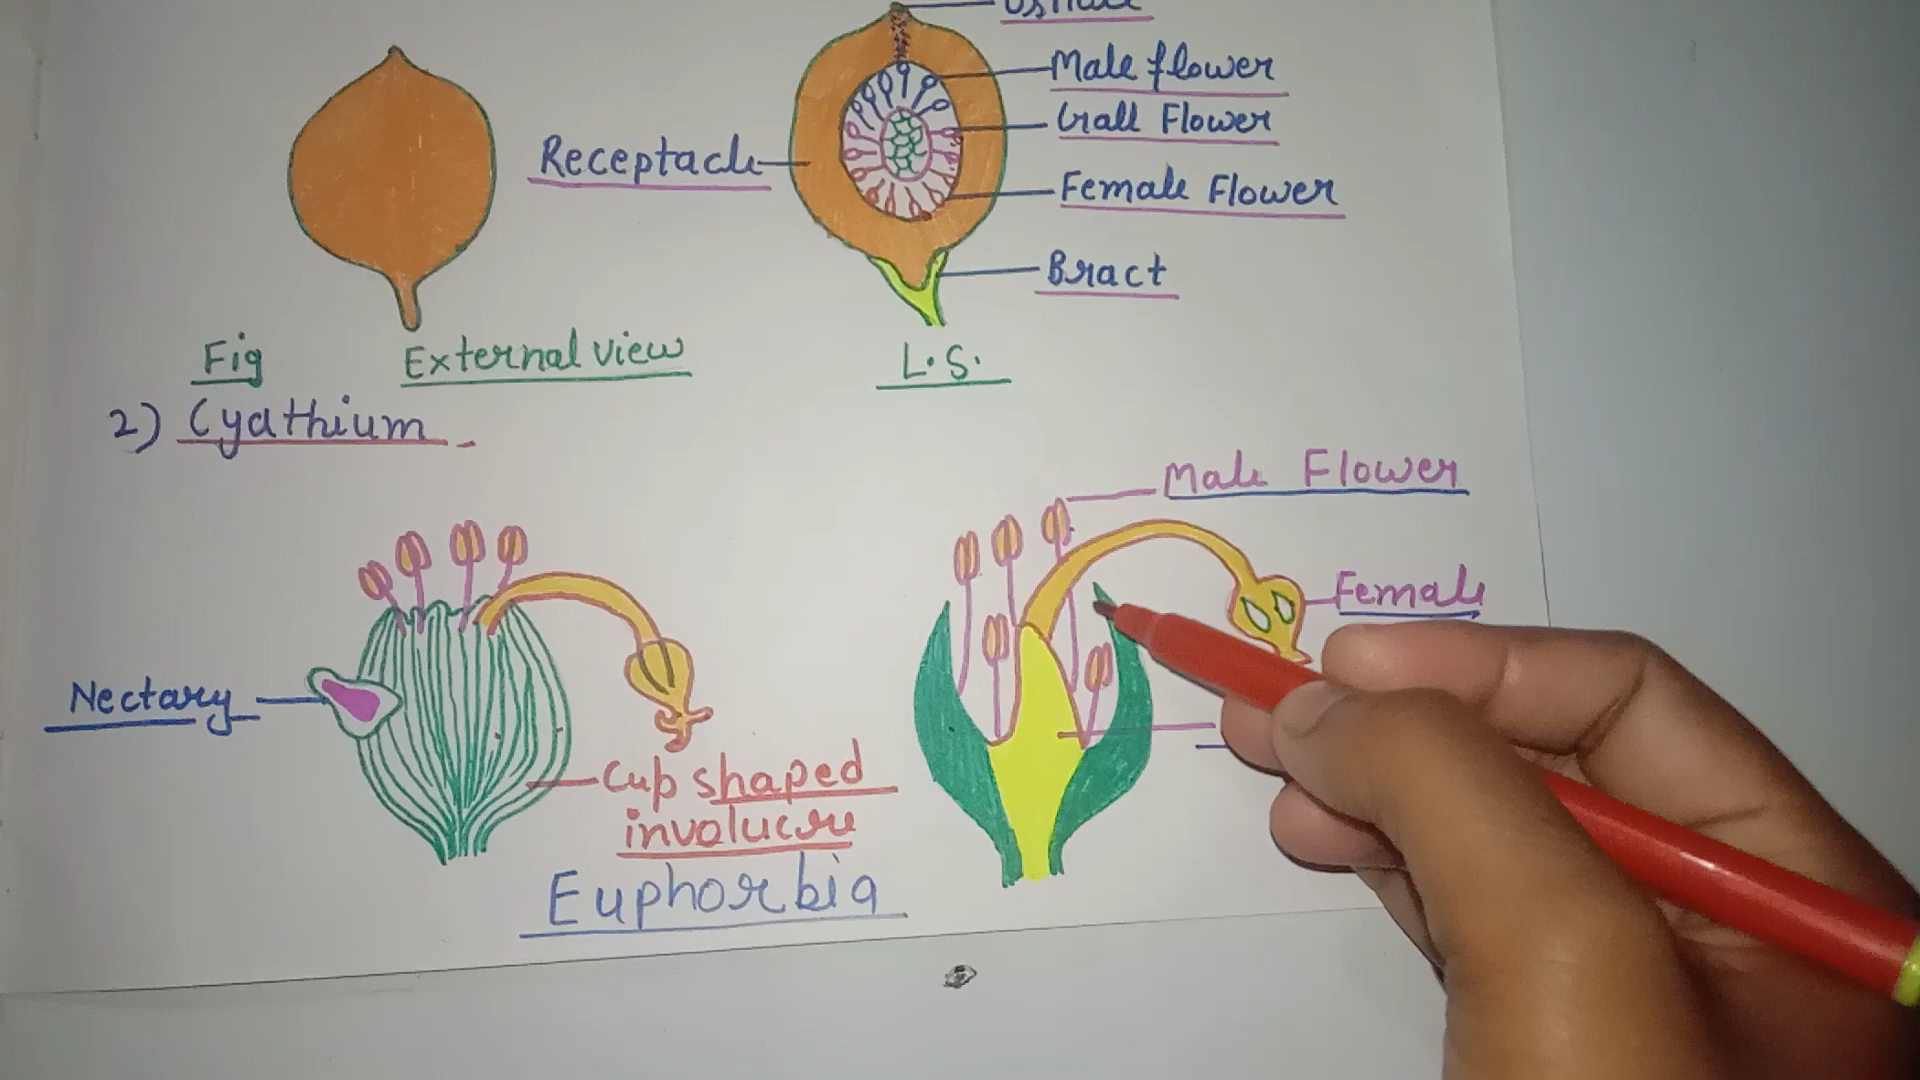 Male flower
Gall Flower
Receptacle
Female Flower
Bract
Fig
External view
L.S.
2) Cyathium
Male Flower
Female
Nectary
Cup shaped
involucre
Euphorbia